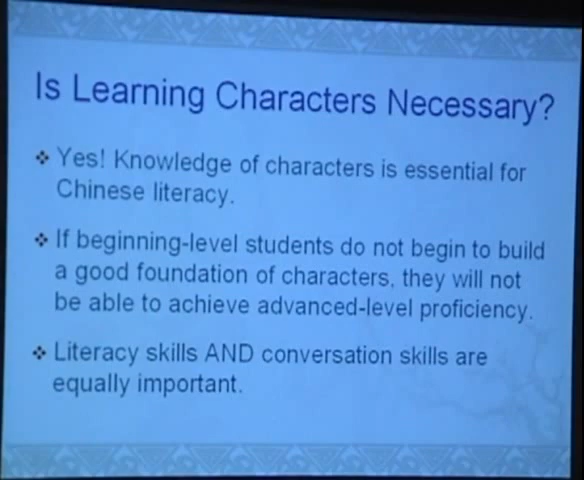 Is Learning Characters Necessary?
❖ Yes! Knowledge of characters is essential for
Chinese literacy.
❖ If beginning-level students do not begin to build
a good foundation of characters, they will not
be able to achieve advanced-level proficiency.
❖ Literacy skills AND conversation skills are
equally important.